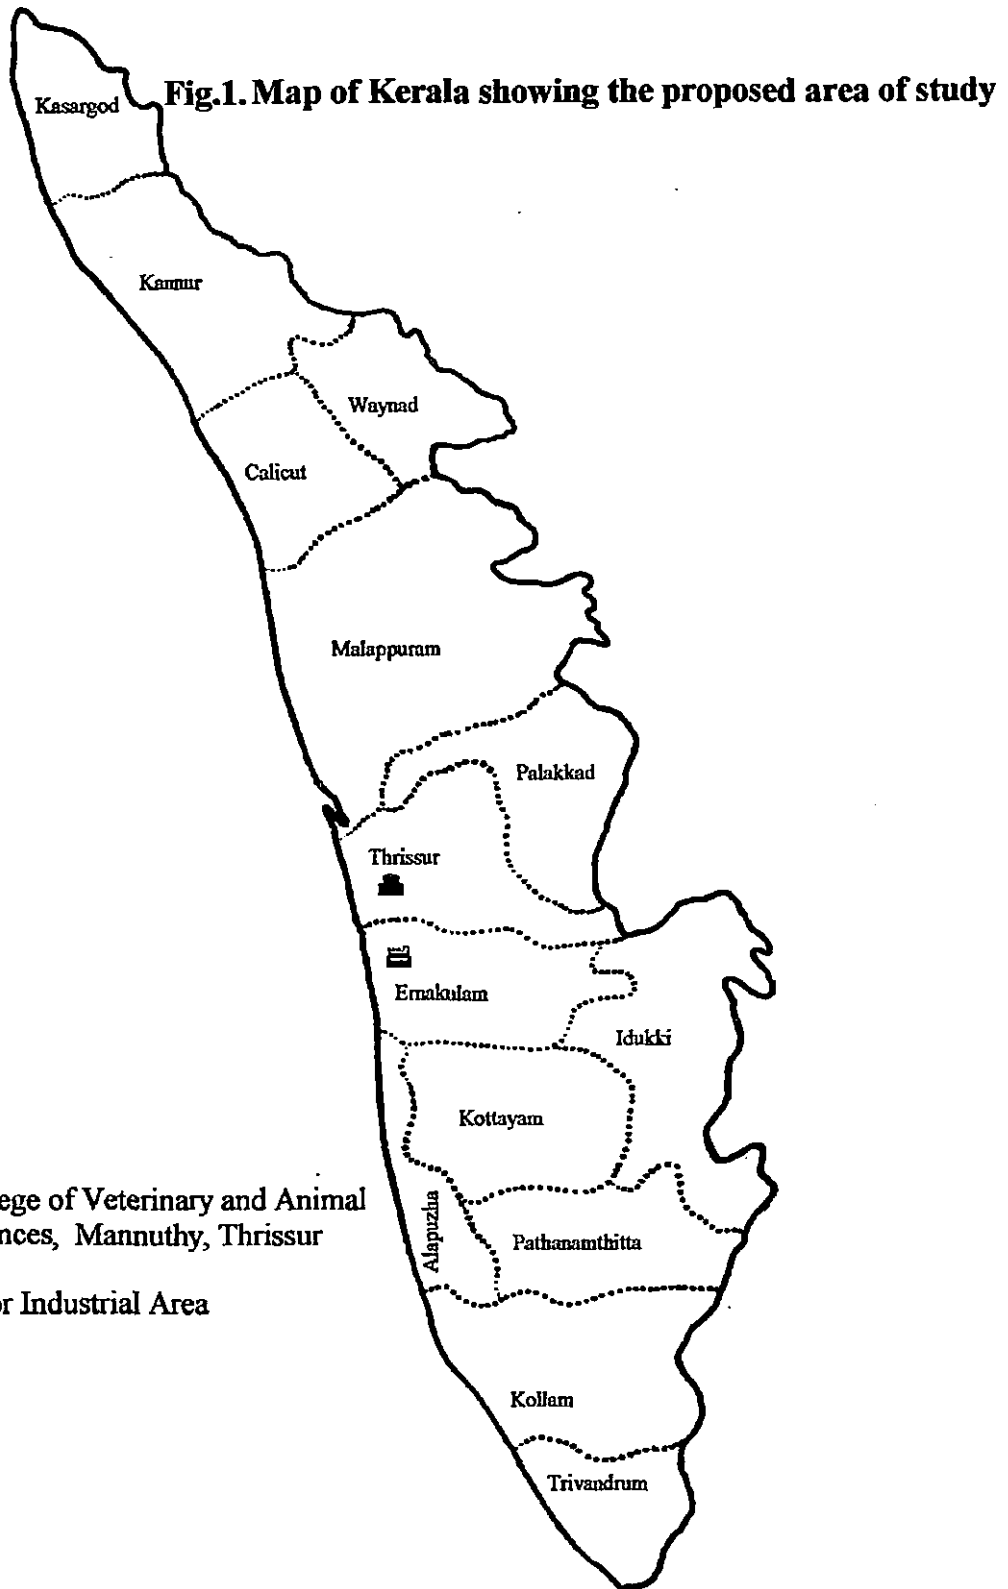 Fig.1. Map of Kerala showing the proposed area of study
Kasargod
Kannur
Waynad
Calicut
Malappuram
Palakkad
Thrissur
Ernakulam
Idukki
Kottayam
Alapuzha
ege of Veterinary and Animal
nces, Mannuthy, Thrissur
Pathanamthitta
or Industrial Area
Kollam
Trivandrum